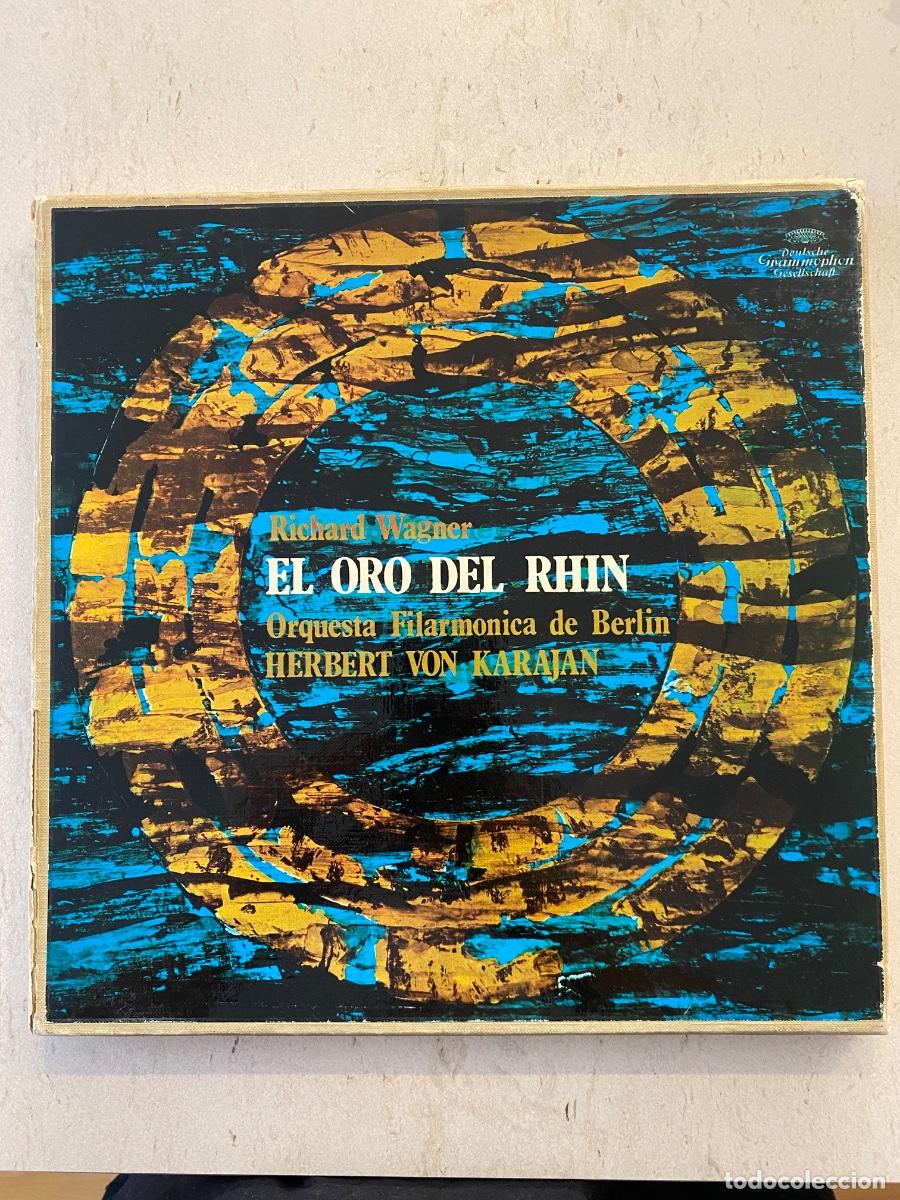 Deutsche
Grammophon
Gesellschaft
Richard Wagner
EL ORO DEL RHIN
Orquesta Filarmonica de Berlin
HERBERT VON KARAJAN
todocoleccion